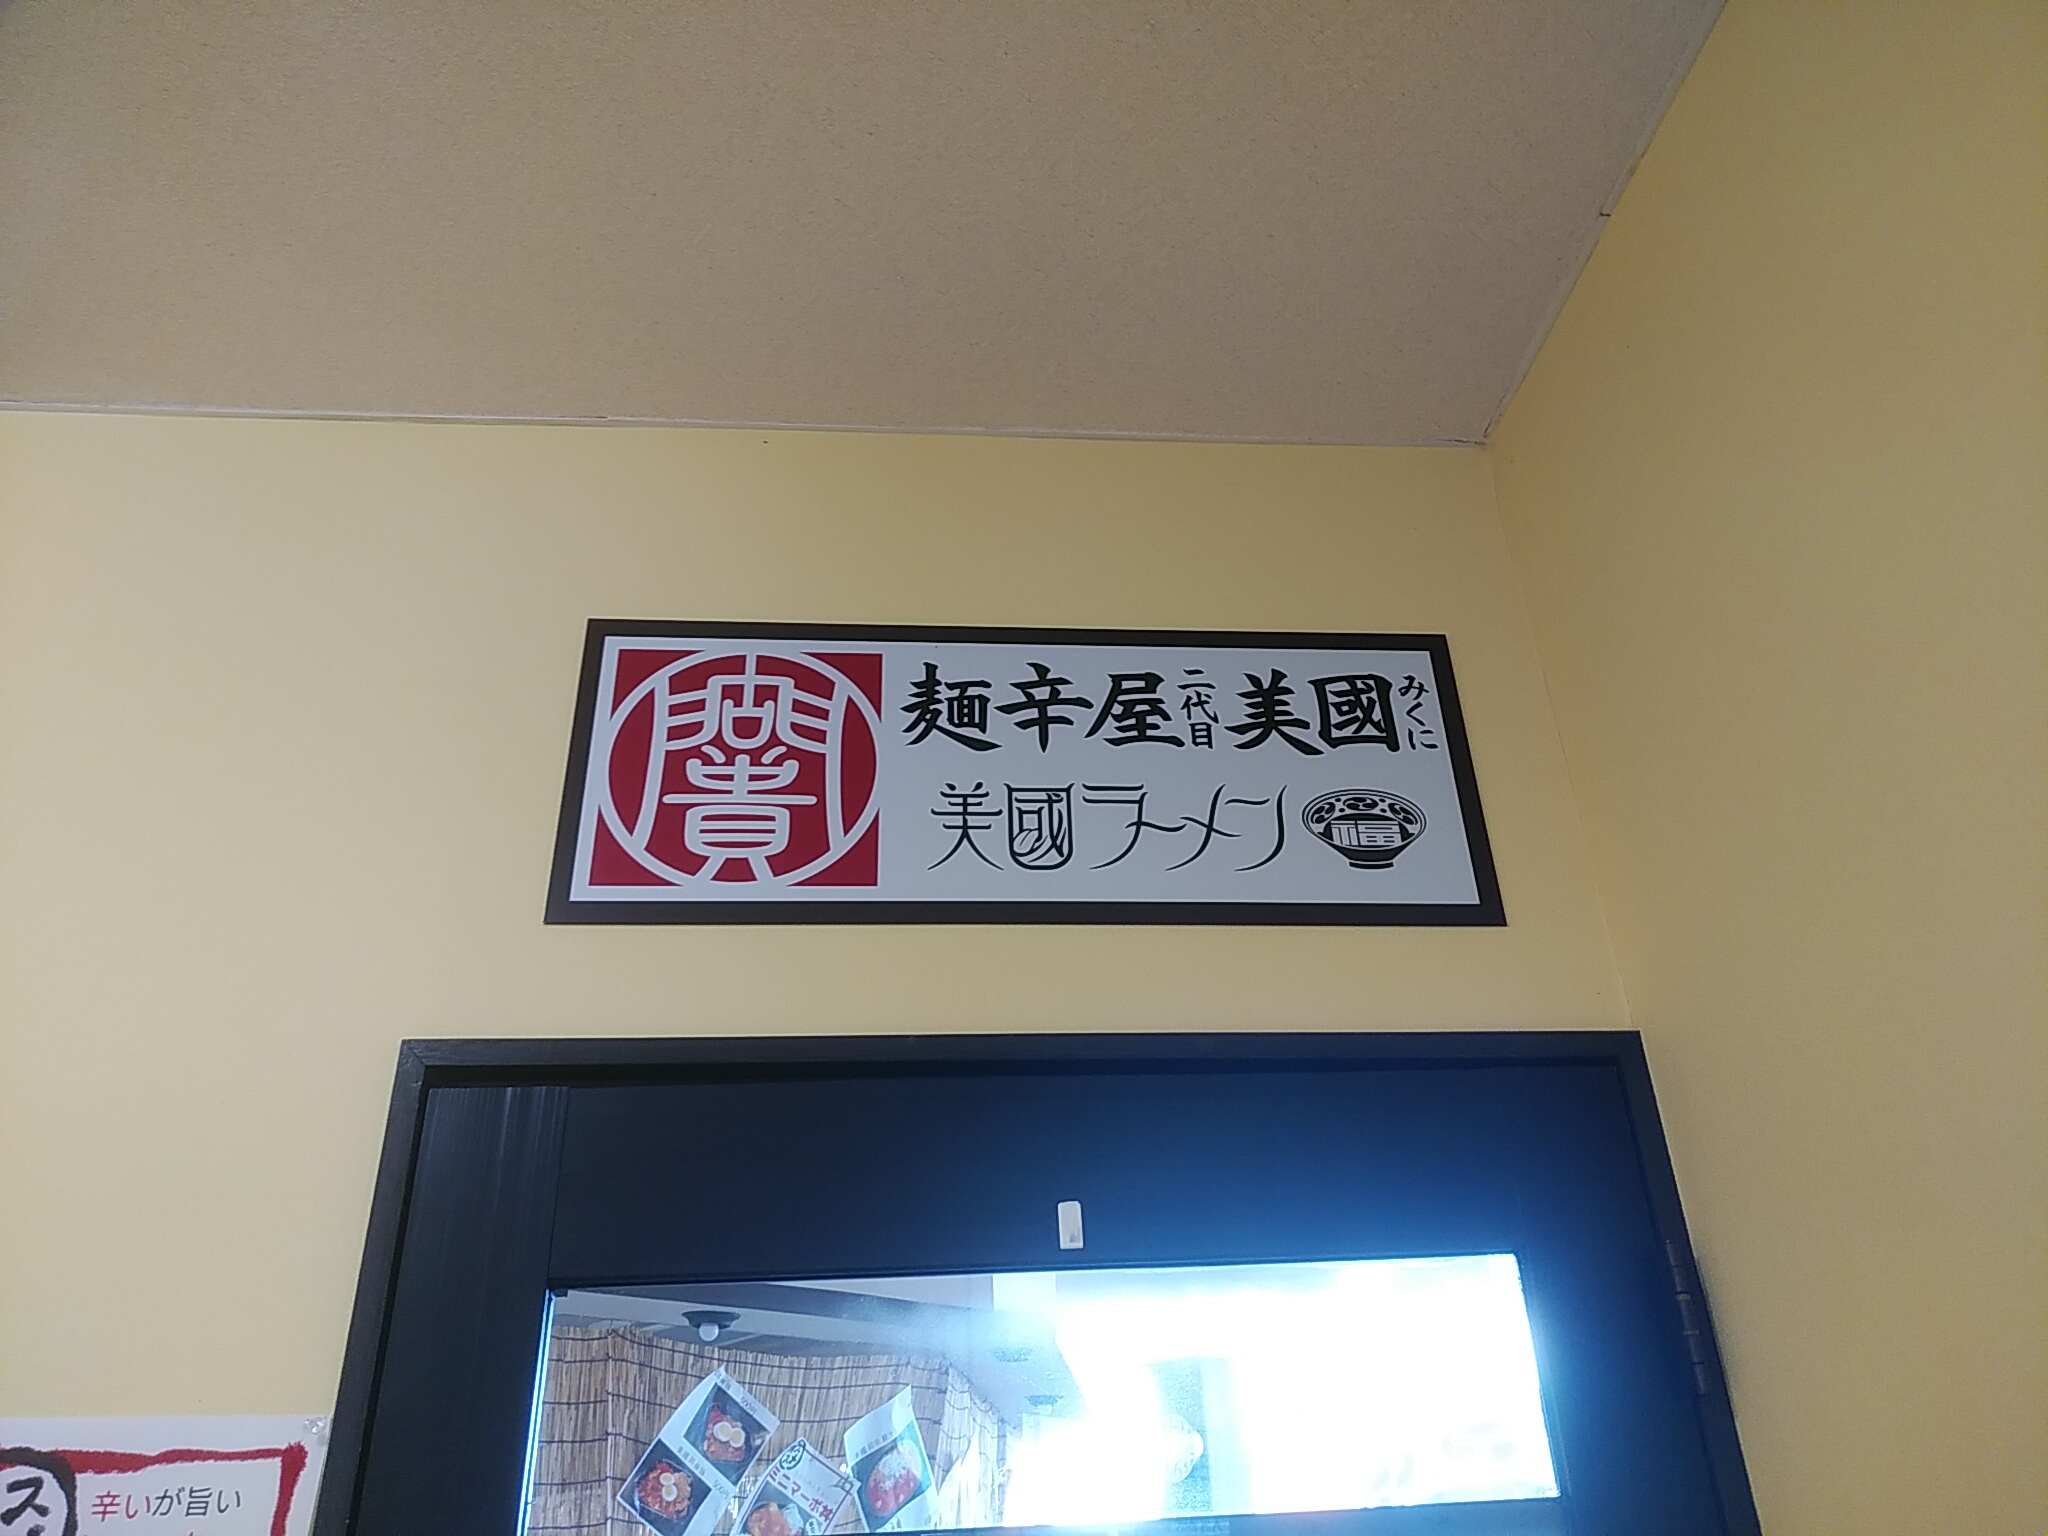 麺辛屋 二代目 美國 みくに
美國ラーメン
福
辛いが旨い
ミニマーボ丼